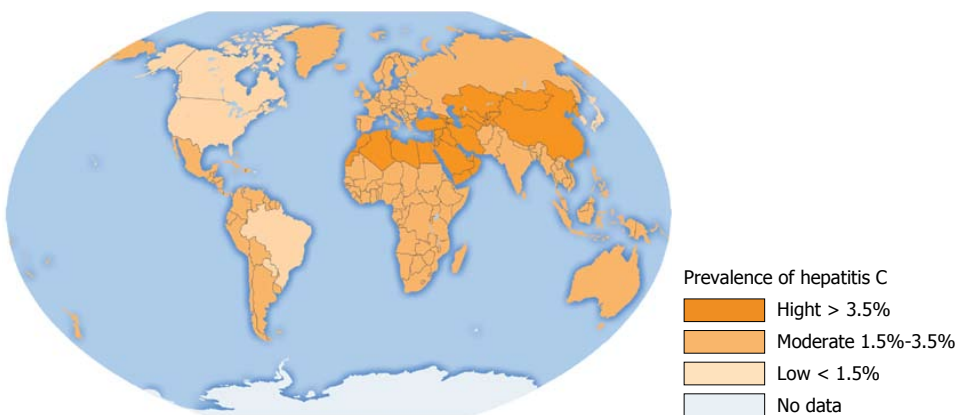 Prevalence of hepatitis C
Hight > 3.5%
Moderate 1.5%-3.5%
Low < 1.5%
No data